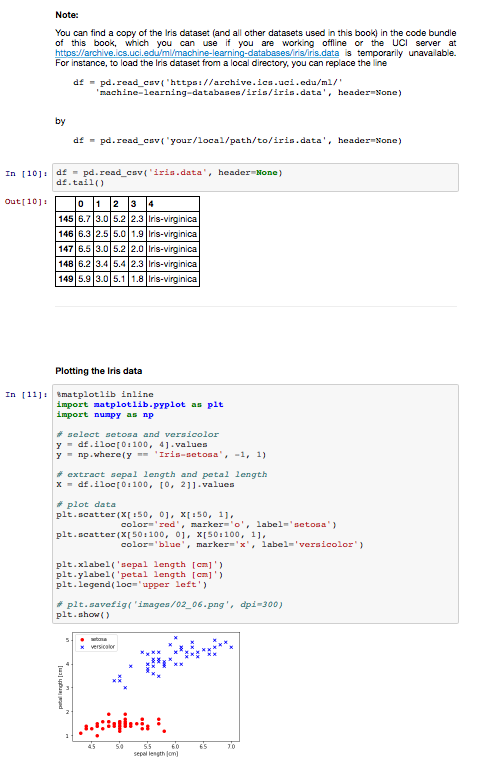 Note:
You can find a copy of the Iris dataset (and all other datasets used in this book) in the code bundle
of this book, which you can use if you are working offline or the UCI server at
https://archive.ics.uci.edu/ml/machine-learning-databases/iris/iris.data is temporarily unavailable.
For instance, to load the Iris dataset from a local directory, you can replace the line
df = pd.read_csv('https://archive.ics.uci.edu/ml/'
'machine-learning-databases/iris/iris.data', header=None)
by
df = pd.read_csv('your/local/path/to/iris.data', header=None)
In [10]: df = pd.read_csv('iris.data', header=None)
df.tail()
Out[10]: 0 1 2 3 4
145 6.7 3.0 5.2 2.3 Iris-virginica
146 6.3 2.5 5.0 1.9 Iris-virginica
147 6.5 3.0 5.2 2.0 Iris-virginica
148 6.2 3.4 5.4 2.3 Iris-virginica
149 5.9 3.0 5.1 1.8 Iris-virginica
Plotting the Iris data
In [11]: %matplotlib inline
import matplotlib.pyplot as plt
import numpy as np
# select setosa and versicolor
y = df.iloc[0:100, 4].values
y = np.where(y == 'Iris-setosa', -1, 1)
# extract sepal length and petal length
X = df.iloc[0:100, [0, 2]].values
# plot data
plt.scatter(X[:50, 0], X[:50, 1],
color='red', marker='o', label='setosa')
plt.scatter(X[50:100, 0], X[50:100, 1],
color='blue', marker='x', label='versicolor')
plt.xlabel('sepal length [cm]')
plt.ylabel('petal length [cm]')
plt.legend(loc='upper left')
# plt.savefig('images/02_06.png', dpi=300)
plt.show()
setosa
versicolor
5
4
3
2
1
petal length [cm]
4.5 5.0 5.5 6.0 6.5 7.0
sepal length [cm]